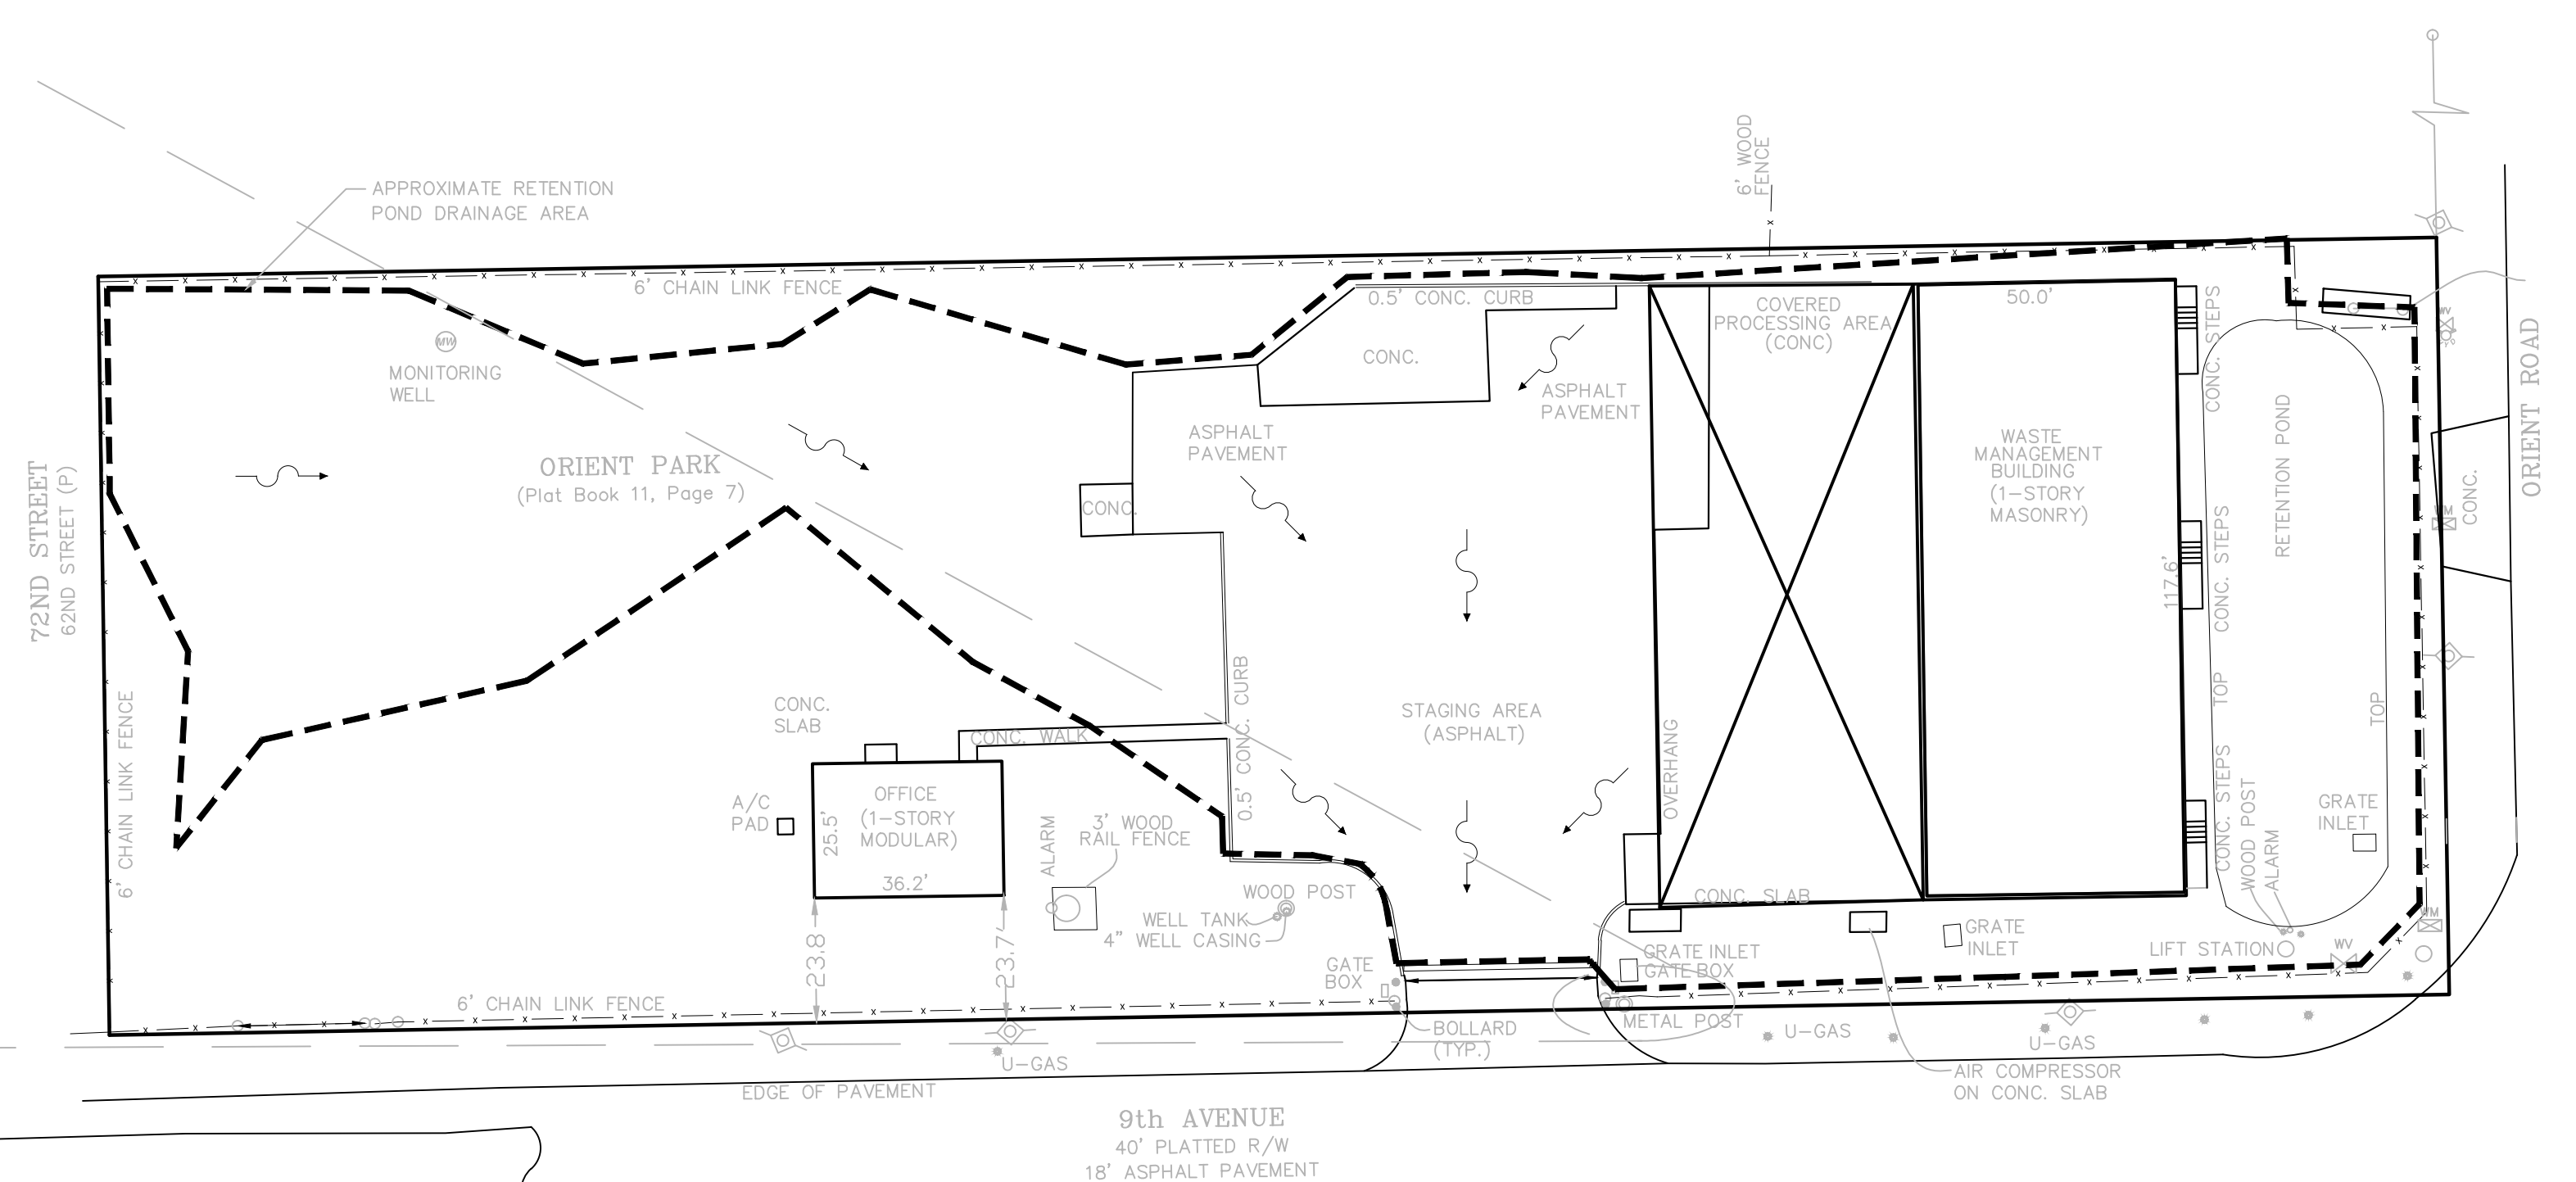 6' WOOD
FENCE
APPROXIMATE RETENTION
POND DRAINAGE AREA
6' CHAIN LINK FENCE
0.5' CONC. CURB
COVERED
PROCESSING AREA
(CONC)
50.0'
CONC. STEPS
WV
MW
MONITORING
WELL
CONC.
ASPHALT
PAVEMENT
ASPHALT
PAVEMENT
ORIENT PARK
(Plat Book 11, Page 7)
CONC.
WASTE
MANAGEMENT
BUILDING
(1-STORY
MASONRY)
RETENTION POND
ORIENT ROAD
CONC.
72ND STREET
62ND STREET (P)
117.6'
CONC. STEPS
TOP
TOP
CONC.
SLAB
CONC. WALK
0.5' CONC. CURB
STAGING AREA
(ASPHALT)
OVERHANG
6' CHAIN LINK FENCE
A/C
PAD
OFFICE
(1-STORY
MODULAR)
25.5'
36.2'
ALARM
3' WOOD
RAIL FENCE
CONC. STEPS
WOOD POST
ALARM
GRATE
INLET
WOOD POST
WELL TANK
4" WELL CASING
CONC. SLAB
GRATE
INLET
LIFT STATION
WV
WM
23.8
23.7'
GATE
BOX
GRATE INLET
GATE BOX
6' CHAIN LINK FENCE
METAL POST
BOLLARD
(TYP.)
U-GAS
U-GAS
U-GAS
EDGE OF PAVEMENT
AIR COMPRESSOR
ON CONC. SLAB
9th AVENUE
40' PLATTED R/W
18' ASPHALT PAVEMENT